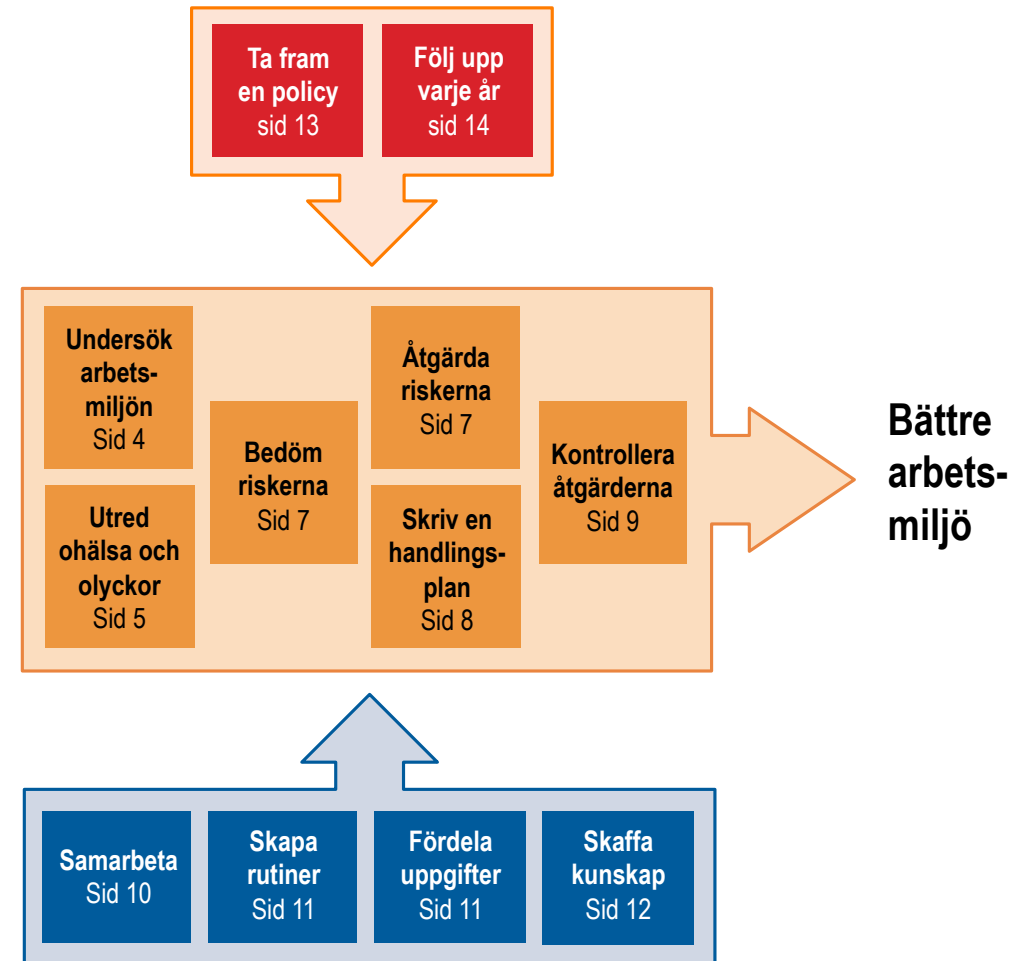 Ta fram
en policy
sid 13
Följ upp
varje år
sid 14
Undersök
arbets-
miljön
Sid 4
Utred
ohälsa och
olyckor
Sid 5
Bedöm
riskerna
Sid 7
Åtgärda
riskerna
Sid 7
Skriv en
handlings-
plan
Sid 8
Kontrollera
åtgärderna
Sid 9
Bättre
arbets-
miljö
Samarbeta
Sid 10
Skapa
rutiner
Sid 11
Fördela
uppgifter
Sid 11
Skaffa
kunskap
Sid 12